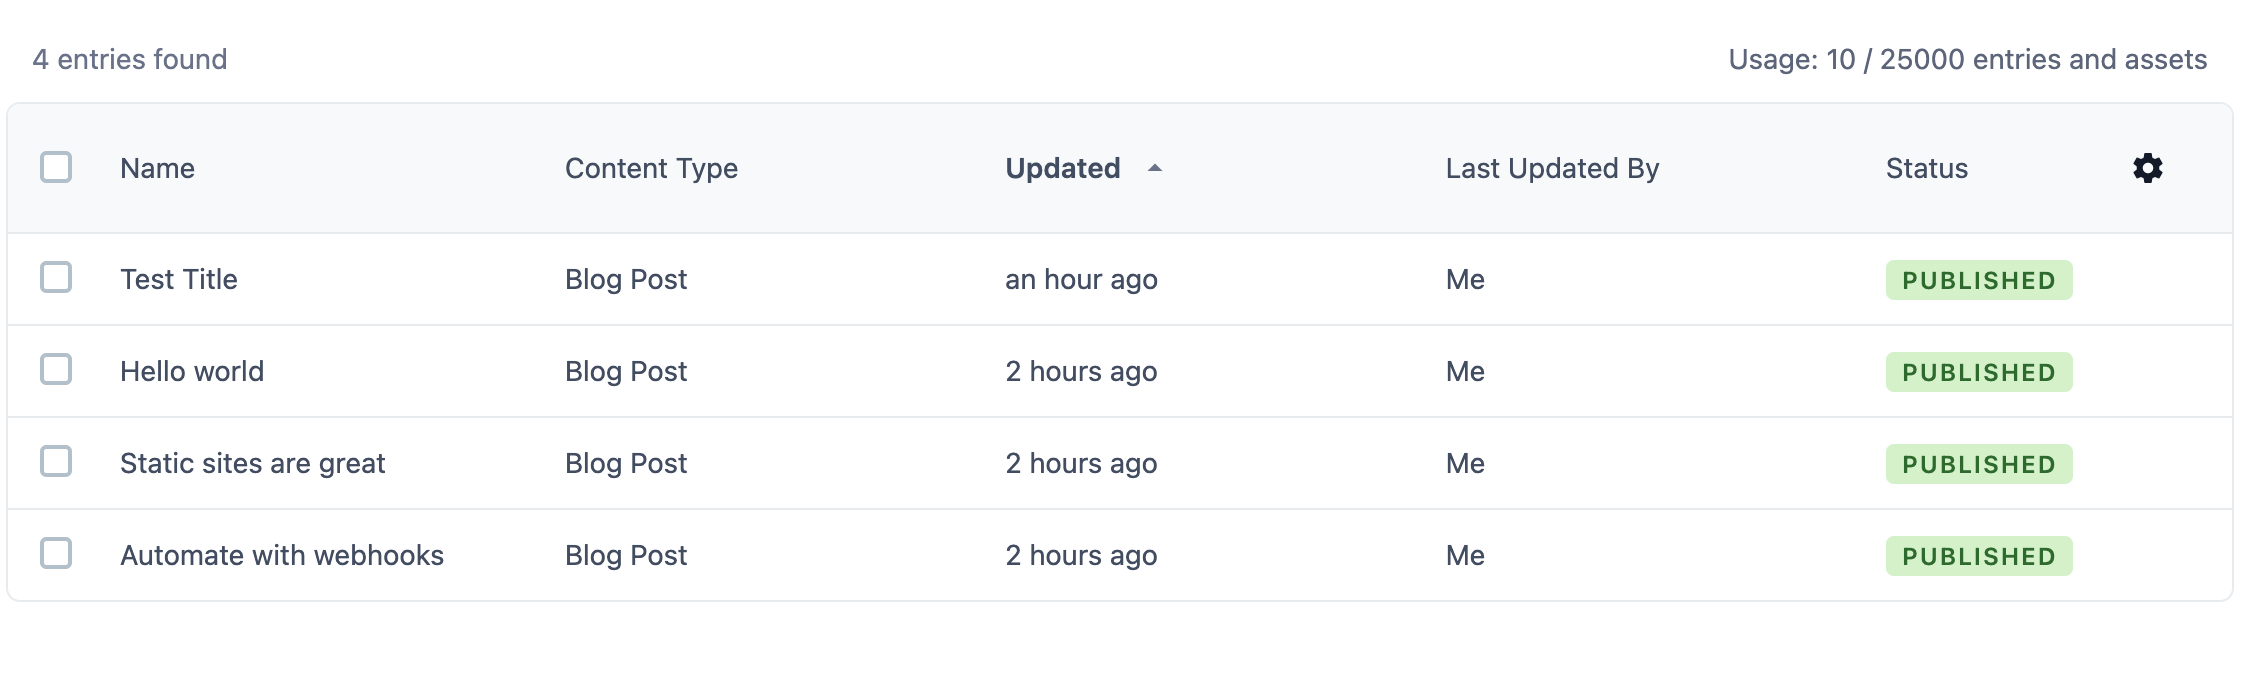 4 entries found Usage: 10 / 25000 entries and assets
Name Content Type Updated Last Updated By Status
Test Title Blog Post an hour ago Me PUBLISHED
Hello world Blog Post 2 hours ago Me PUBLISHED
Static sites are great Blog Post 2 hours ago Me PUBLISHED
Automate with webhooks Blog Post 2 hours ago Me PUBLISHED